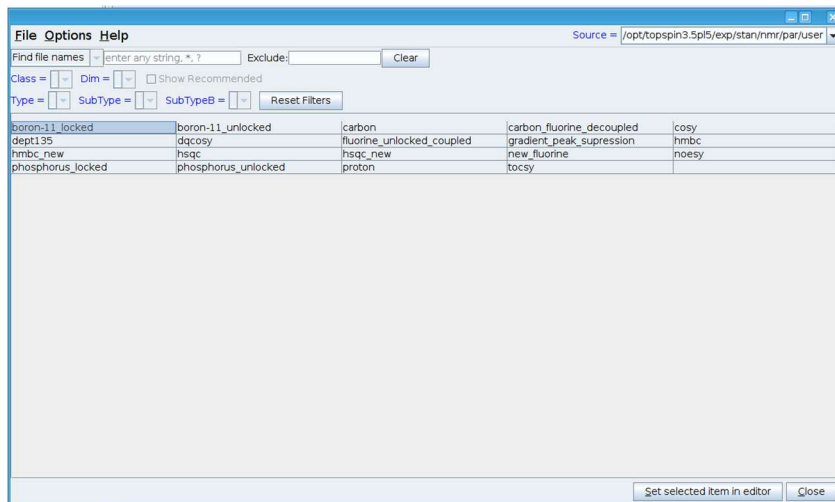 File Options Help Source = /opt/topspin3.5pl5/exp/stan/nmr/par/user
Find file names enter any string, *, ? Exclude: Clear
Class = Dim = Show Recommended
Type = SubType = SubTypeB = Reset Filters
boron-11_locked boron-11_unlocked carbon carbon_fluorine_decoupled cosy
dept135 dqcosy fluorine_unlocked_coupled gradient_peak_supression hmbc
hmbc_new hsqc hsqc_new new_fluorine noesy
phosphorus_locked phosphorus_unlocked proton tocsy
Set selected item in editor Close